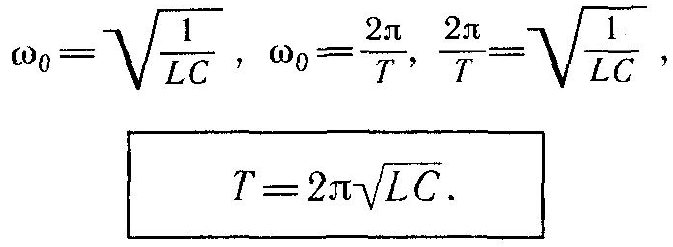 ω₀ = √(1/LC) , ω₀ = 2π/T, 2π/T = √(1/LC) ,
T = 2π√LC.